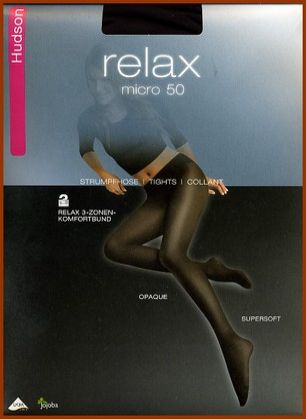 Hudson
relax
micro 50
STRUMPFHOSE | TIGHTS | COLLANT
RELAX 3-ZONEN-
KOMFORTBUND
OPAQUE
SUPERSOFT
jojoba